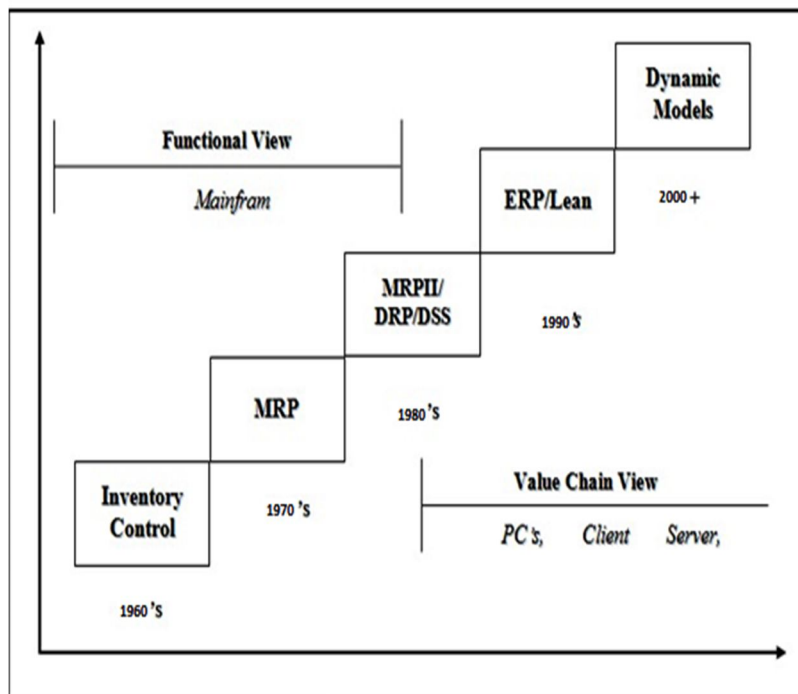 Dynamic
Models
Functional View
Mainfram
ERP/Lean
2000 +
MRPII/
DRP/DSS
1990's
MRP
1980's
Value Chain View
Inventory
Control
1970's
PC's, Client Server,
1960's